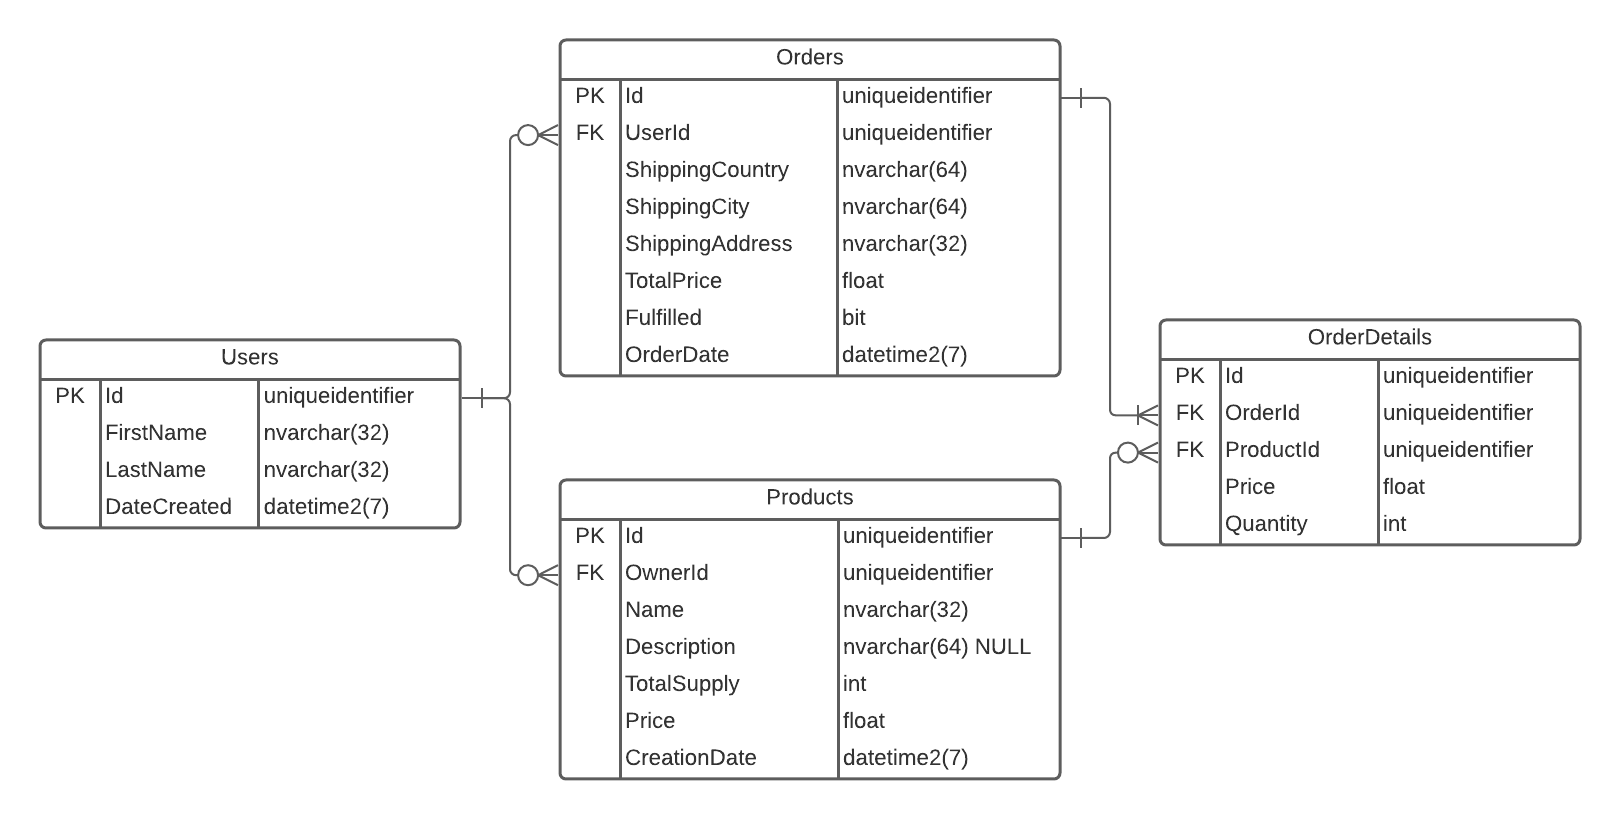 Orders
PK Id uniqueidentifier
FK UserId uniqueidentifier
ShippingCountry nvarchar(64)
ShippingCity nvarchar(64)
ShippingAddress nvarchar(32)
TotalPrice float
Fulfilled bit
OrderDate datetime2(7)
Users
PK Id uniqueidentifier
FirstName nvarchar(32)
LastName nvarchar(32)
DateCreated datetime2(7)
Products
PK Id uniqueidentifier
FK OwnerId uniqueidentifier
Name nvarchar(32)
Description nvarchar(64) NULL
TotalSupply int
Price float
CreationDate datetime2(7)
OrderDetails
PK Id uniqueidentifier
FK OrderId uniqueidentifier
FK ProductId uniqueidentifier
Price float
Quantity int